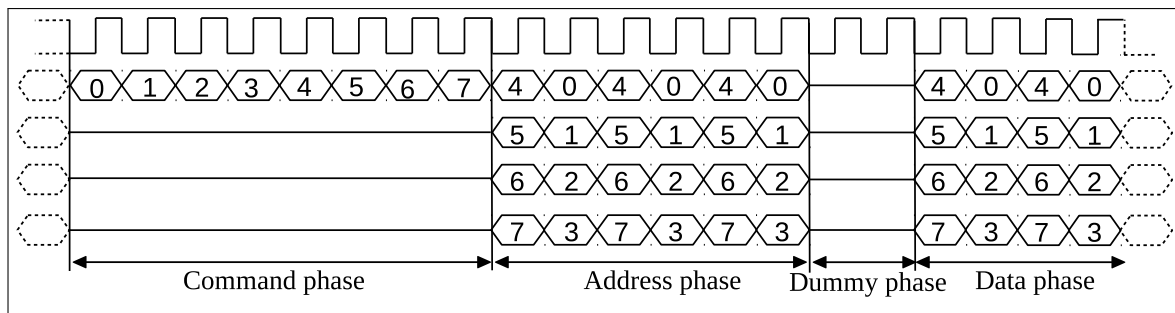 0 1 2 3 4 5 6 7 4 0 4 0 4 0 4 0 4 0
5 1 5 1 5 1 5 1 5 1
6 2 6 2 6 2 6 2 6 2
7 3 7 3 7 3 7 3 7 3
Command phase Address phase Dummy phase Data phase